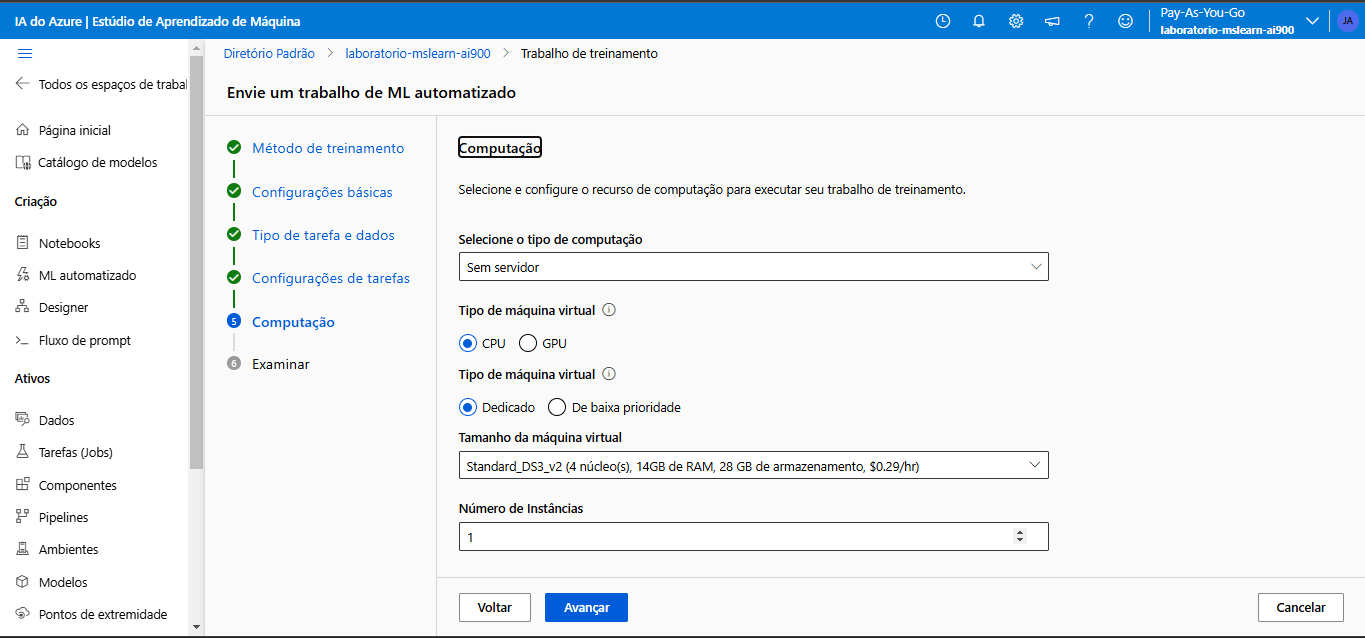 IA do Azure | Estúdio de Aprendizado de Máquina
Pay-As-You-Go
laboratorio-mslearn-ai900
JA
Todos os espaços de trabal
Página inicial
Catálogo de modelos
Criação
Notebooks
ML automatizado
Designer
Fluxo de prompt
Ativos
Dados
Tarefas (Jobs)
Componentes
Pipelines
Ambientes
Modelos
Pontos de extremidade
Diretório Padrão > laboratorio-mslearn-ai900 > Trabalho de treinamento
Envie um trabalho de ML automatizado
Método de treinamento
Configurações básicas
Tipo de tarefa e dados
Configurações de tarefas
5 Computação
6 Examinar
Computação
Selecione e configure o recurso de computação para executar seu trabalho de treinamento.
Selecione o tipo de computação
Sem servidor
Tipo de máquina virtual
CPU GPU
Tipo de máquina virtual
Dedicado De baixa prioridade
Tamanho da máquina virtual
Standard_DS3_v2 (4 núcleo(s), 14GB de RAM, 28 GB de armazenamento, $0.29/hr)
Número de Instâncias
1
Voltar Avançar Cancelar